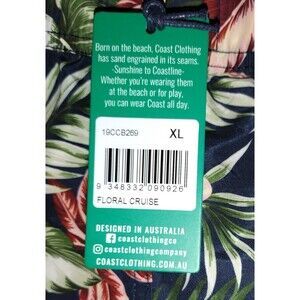 Born on the beach, Coast Clothing
has sand engrained in its seams.
Sunshine to Coastline-
Whether you're wearing them
at the beach or for play,
you can wear Coast all day.
19CCB269 XL
9 348332 090926
FLORAL CRUISE
DESIGNED IN AUSTRALIA
coastclothingco
coastclothingcompany
COASTCLOTHING.COM.AU